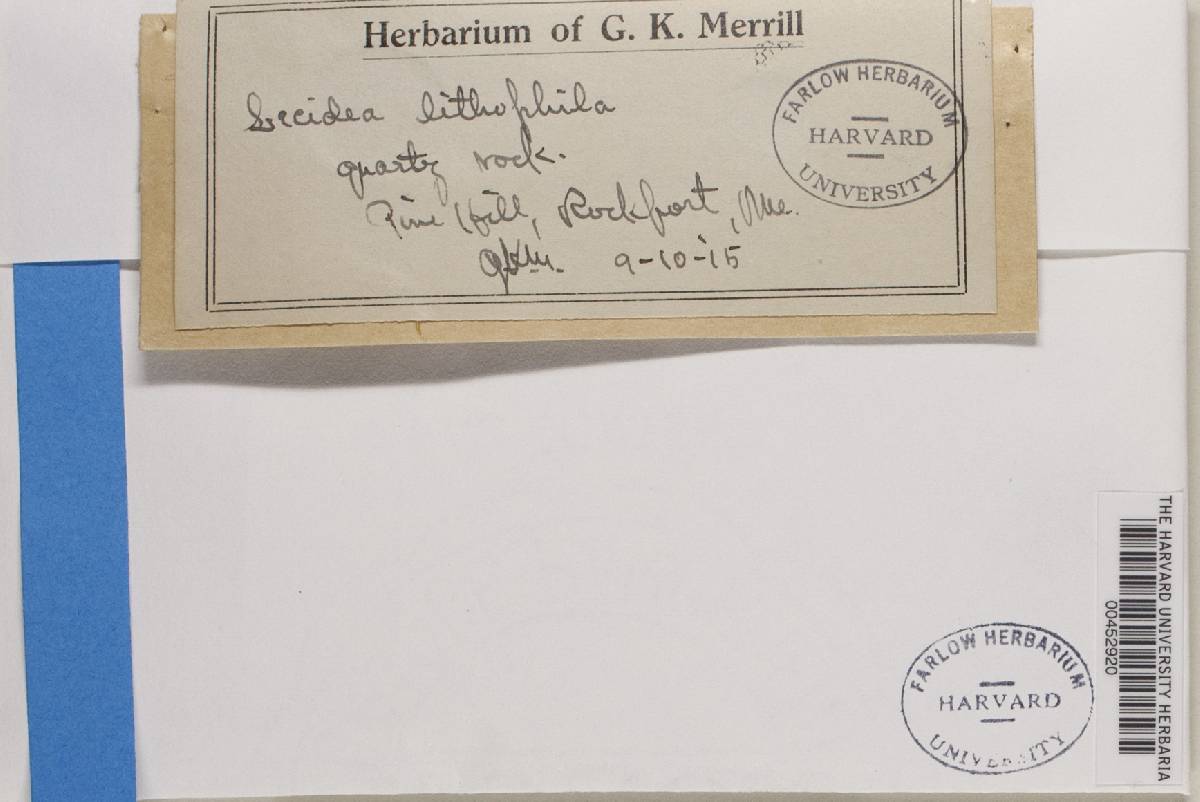 Herbarium of G. K. Merrill
Lecidea lithophila
quartz rock.
Pine Hill, Rockport, Me.
G.K.M. 9-10-15
FARLOW HERBARIUM
HARVARD
UNIVERSITY
THE HARVARD UNIVERSITY HERBARIA
00452920
FARLOW HERBARIUM
HARVARD
UNIVERSITY